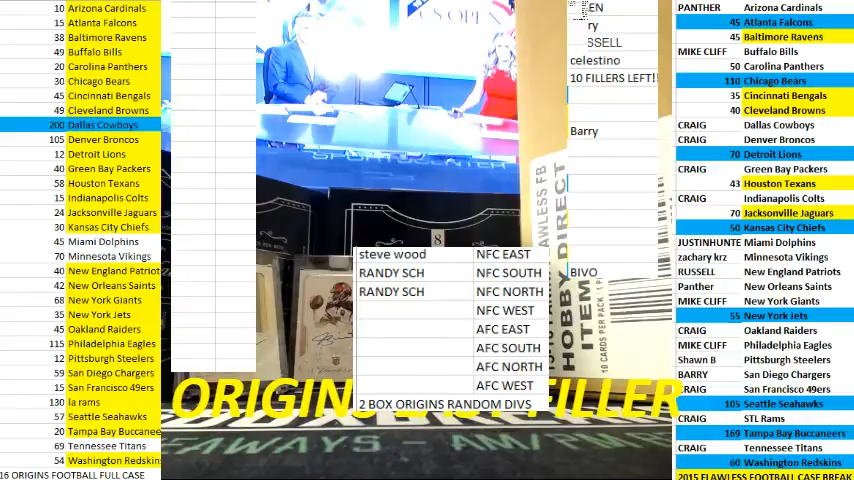 10 Arizona Cardinals
15 Atlanta Falcons
38 Baltimore Ravens
49 Buffalo Bills
20 Carolina Panthers
30 Chicago Bears
45 Cincinnati Bengals
49 Cleveland Browns
200 Dallas Cowboys
105 Denver Broncos
12 Detroit Lions
40 Green Bay Packers
58 Houston Texans
15 Indianapolis Colts
24 Jacksonville Jaguars
30 Kansas City Chiefs
45 Miami Dolphins
70 Minnesota Vikings
40 New England Patriot
42 New Orleans Saints
68 New York Giants
35 New York Jets
45 Oakland Raiders
115 Philadelphia Eagles
12 Pittsburgh Steelers
59 San Diego Chargers
15 San Francisco 49ers
130 la rams
57 Seattle Seahawks
20 Tampa Bay Buccanee
69 Tennessee Titans
54 Washington Redskin
16 ORIGINS FOOTBALL FULL CASE
steve wood NFC EAST
RANDY SCH NFC SOUTH
RANDY SCH NFC NORTH
NFC WEST
AFC EAST
AFC SOUTH
AFC NORTH
AFC WEST
2 BOX ORIGINS RANDOM DIVS
8
EN
ry
SSELL
celestino
10 FILLERS LEFT!!
Barry
BIVO
AWLESS FB
HOBBY DIRECT
ITEM
10 CARDS PER PACK
ORIGINS FILLER
EAWAYS – AM/
PANTHER Arizona Cardinals
45 Atlanta Falcons
45 Baltimore Ravens
MIKE CLIFF Buffalo Bills
50 Carolina Panthers
110 Chicago Bears
35 Cincinnati Bengals
40 Cleveland Browns
CRAIG Dallas Cowboys
CRAIG Denver Broncos
70 Detroit Lions
CRAIG Green Bay Packers
43 Houston Texans
CRAIG Indianapolis Colts
70 Jacksonville Jaguars
50 Kansas City Chiefs
JUSTINHUNTE Miami Dolphins
zachary krz Minnesota Vikings
RUSSELL New England Patriots
Panther New Orleans Saints
MIKE CLIFF New York Giants
55 New York Jets
CRAIG Oakland Raiders
MIKE CLIFF Philadelphia Eagles
Shawn B Pittsburgh Steelers
BARRY San Diego Chargers
CRAIG San Francisco 49ers
105 Seattle Seahawks
CRAIG STL Rams
169 Tampa Bay Buccaneers
CRAIG Tennessee Titans
60 Washington Redskins
2015 FLAWLESS FOOTBALL CASE BREAK